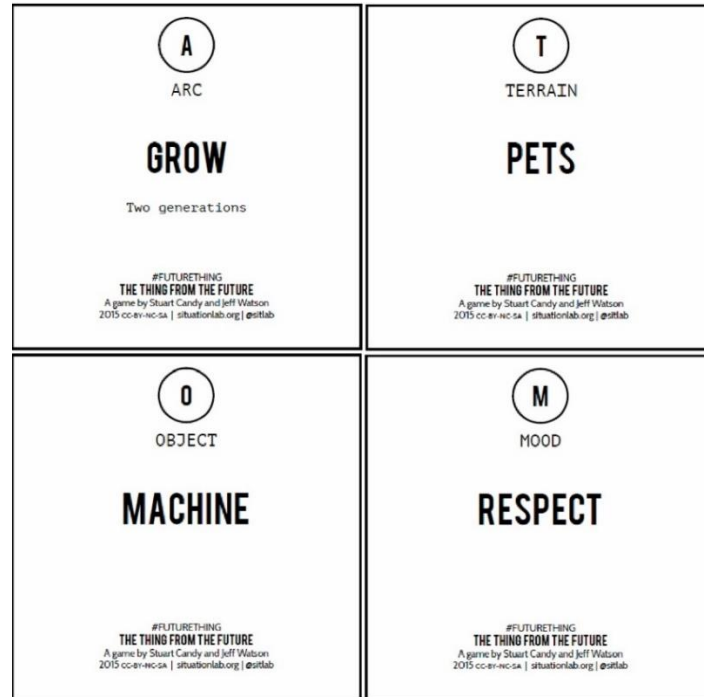 A
ARC
GROW
Two generations
#FUTURETHING
THE THING FROM THE FUTURE
A game by Stuart Candy and Jeff Watson
2015 CC-BY-NC-SA | situationlab.org | @sitlab
T
TERRAIN
PETS
#FUTURETHING
THE THING FROM THE FUTURE
A game by Stuart Candy and Jeff Watson
2015 CC-BY-NC-SA | situationlab.org | @sitlab
O
OBJECT
MACHINE
#FUTURETHING
THE THING FROM THE FUTURE
A game by Stuart Candy and Jeff Watson
2015 CC-BY-NC-SA | situationlab.org | @sitlab
M
MOOD
RESPECT
#FUTURETHING
THE THING FROM THE FUTURE
A game by Stuart Candy and Jeff Watson
2015 CC-BY-NC-SA | situationlab.org | @sitlab